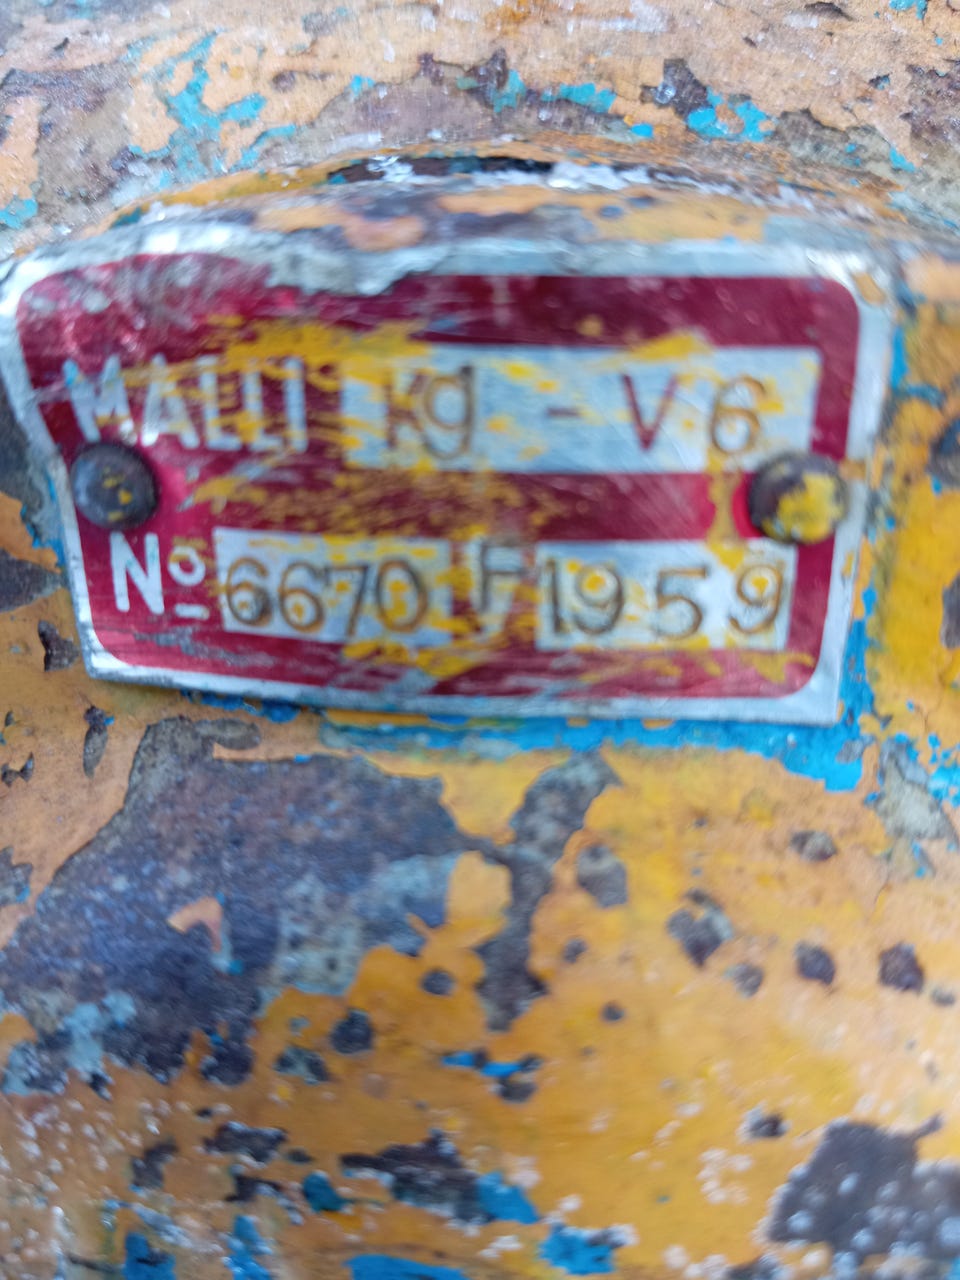 MALLI Kg - V6
No 6670 F 1959